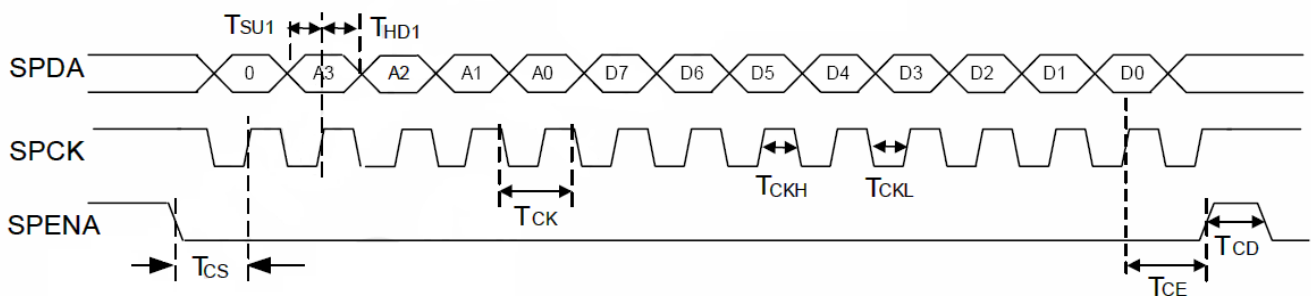 TSU1 THD1
SPDA 0 A3 A2 A1 A0 D7 D6 D5 D4 D3 D2 D1 D0
SPCK
TCKH TCKL
TCK
SPENA
TCS TCD
TCE